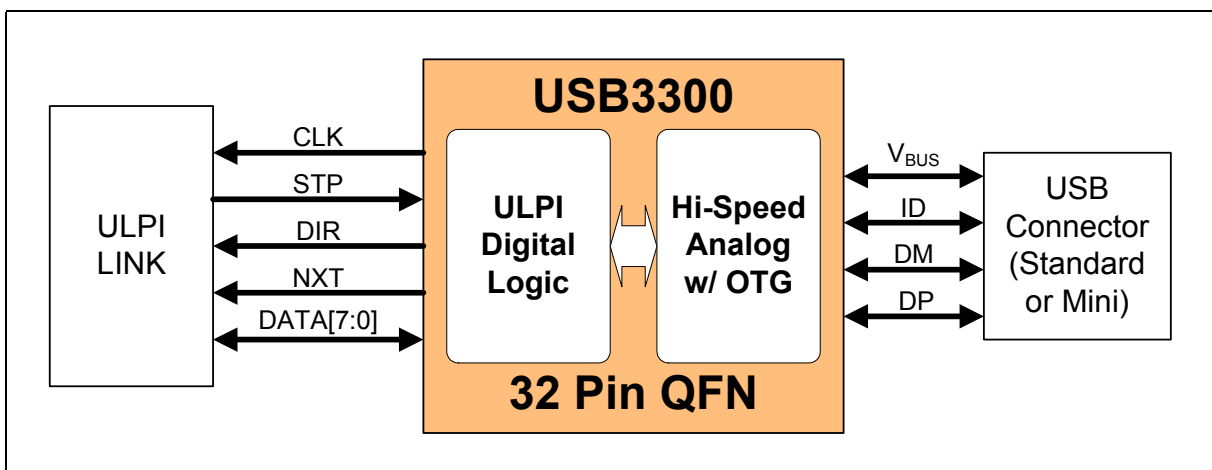 USB3300
ULPI
LINK
CLK
STP
DIR
NXT
DATA[7:0]
ULPI
Digital
Logic
Hi-Speed
Analog
w/ OTG
VBUS
ID
DM
DP
USB
Connector
(Standard
or Mini)
32 Pin QFN